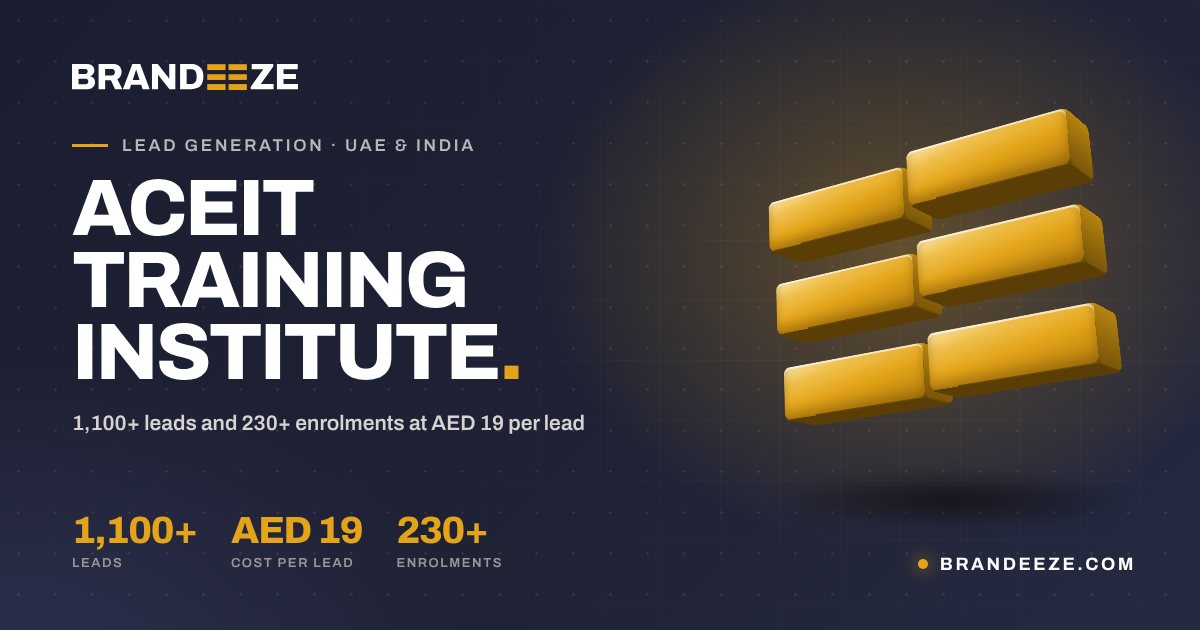 BRANDEEZE
LEAD GENERATION · UAE & INDIA
ACEIT
TRAINING
INSTITUTE.
1,100+ leads and 230+ enrolments at AED 19 per lead
1,100+ AED 19 230+
LEADS COST PER LEAD ENROLMENTS
BRANDEEZE.COM